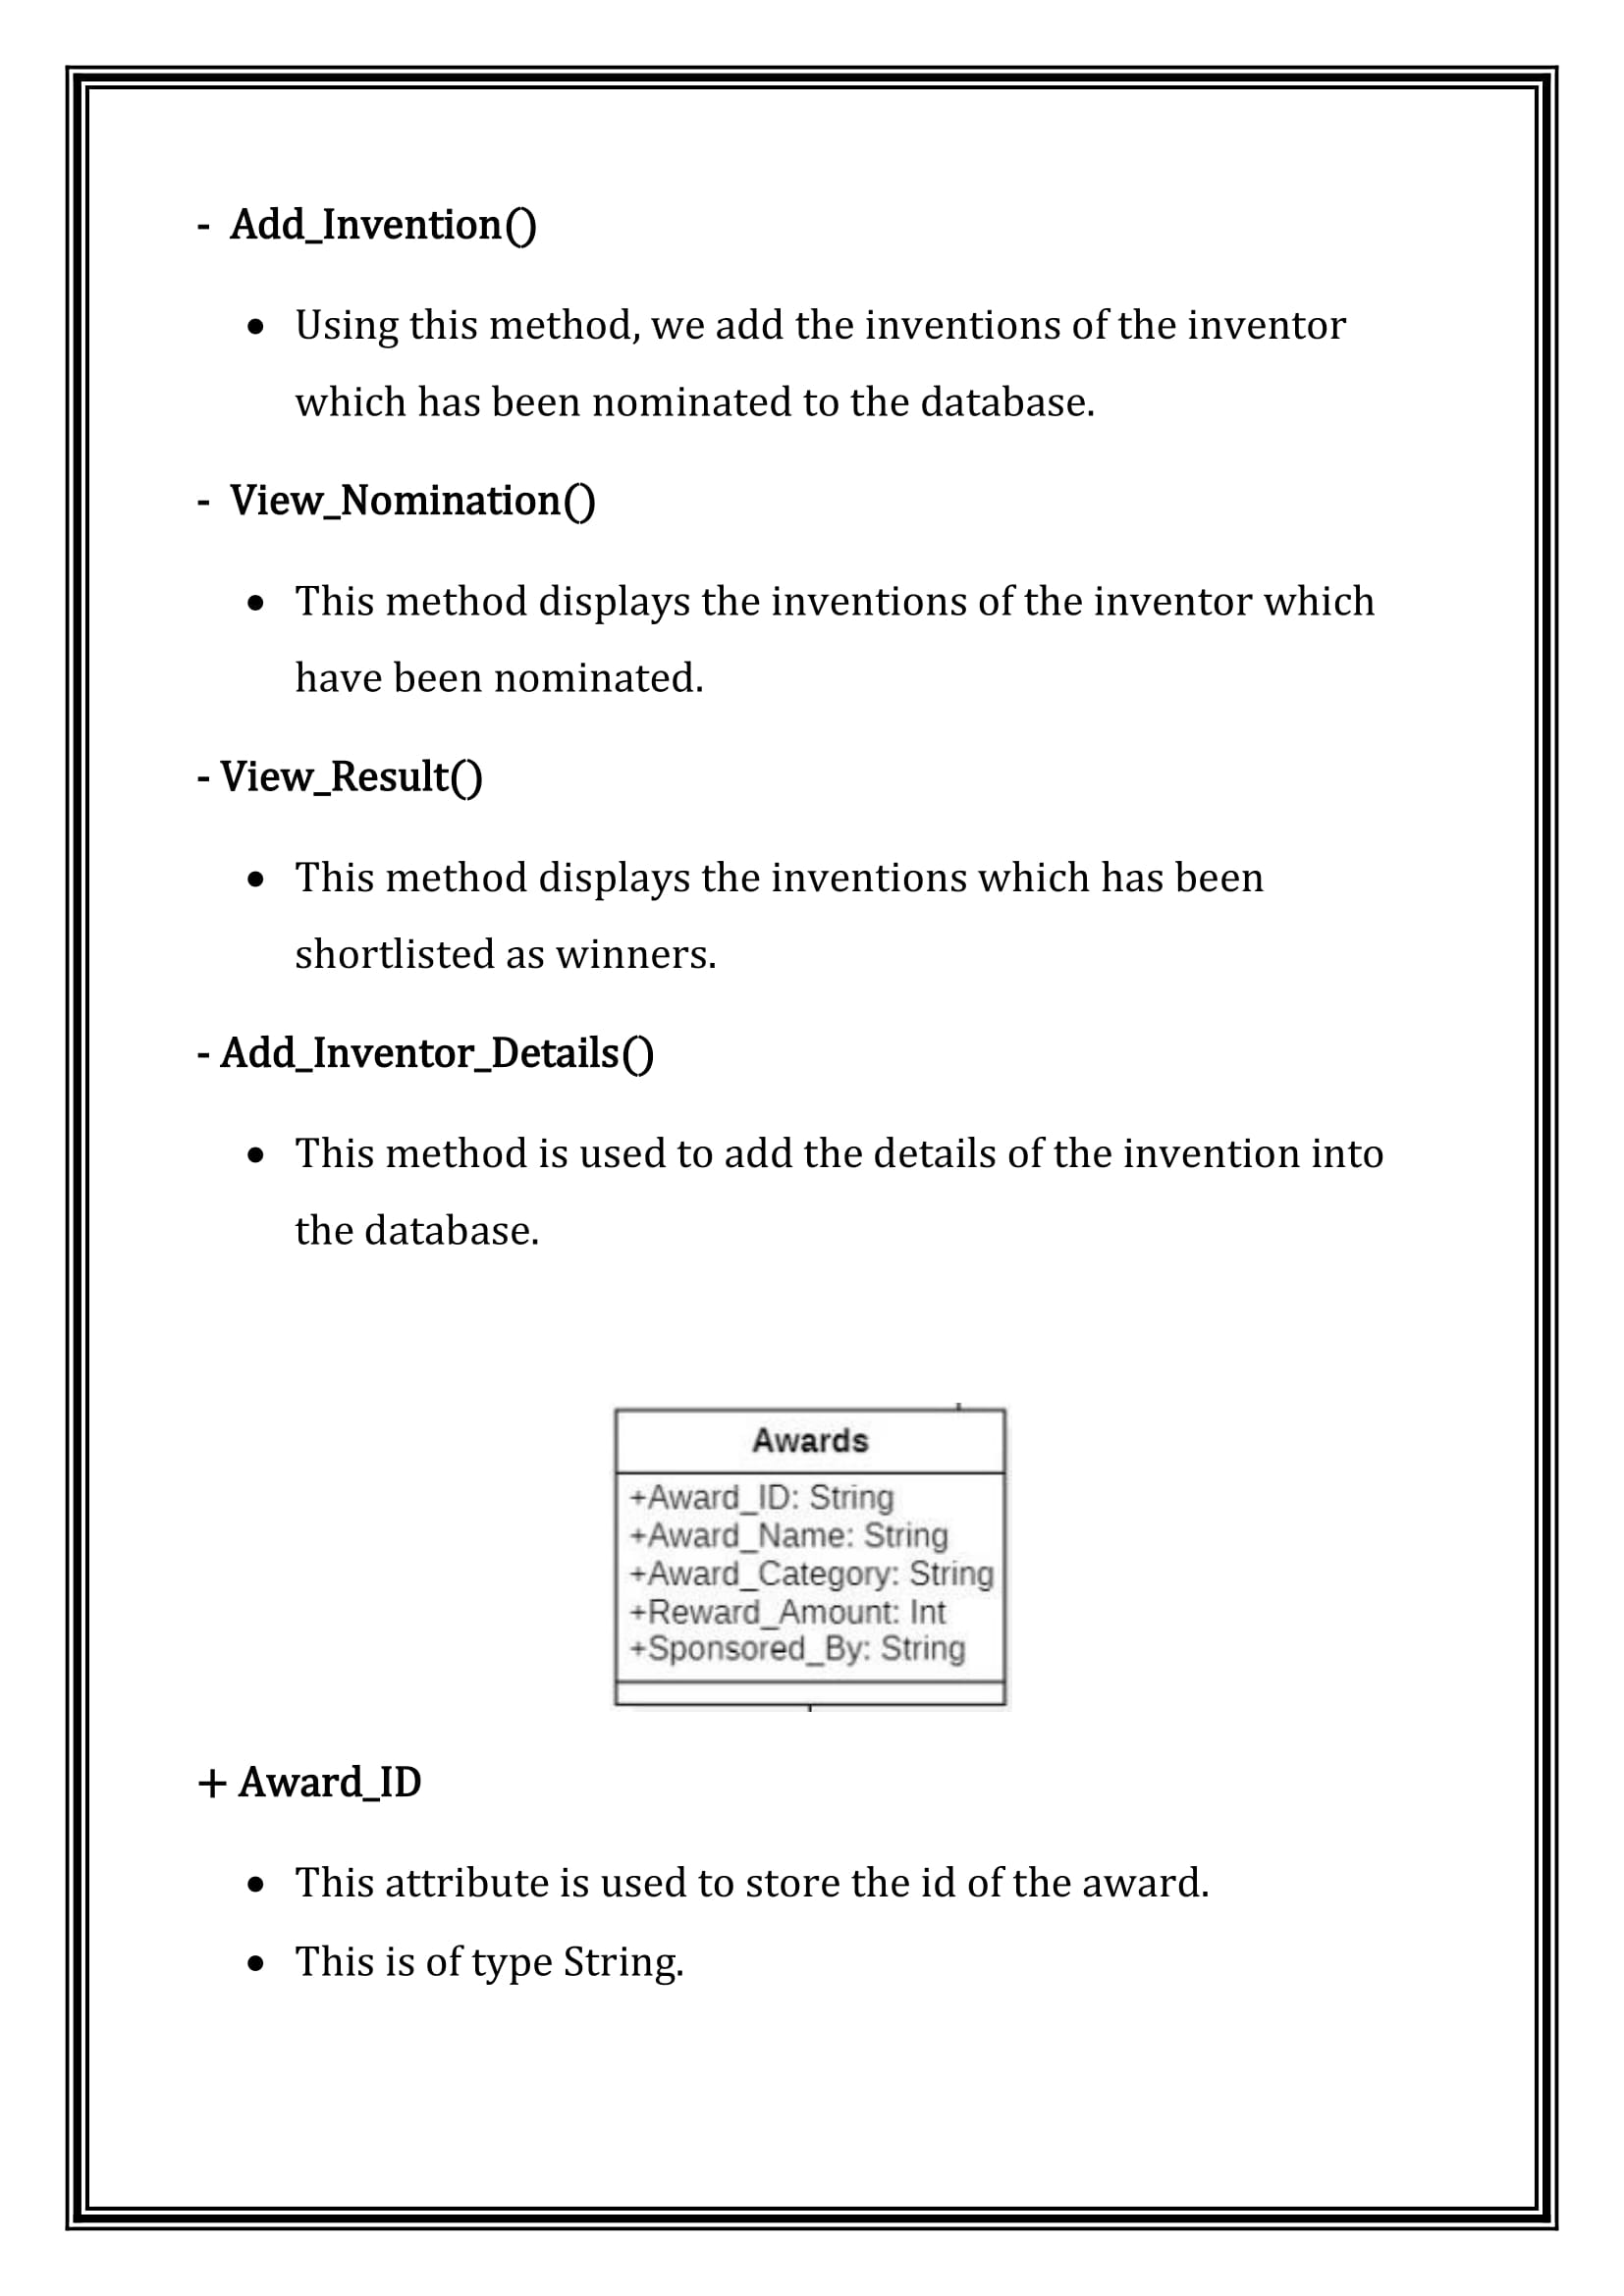 - Add_Invention()
• Using this method, we add the inventions of the inventor
which has been nominated to the database.
- View_Nomination()
• This method displays the inventions of the inventor which
have been nominated.
- View_Result()
• This method displays the inventions which has been
shortlisted as winners.
- Add_Inventor_Details()
• This method is used to add the details of the invention into
the database.
Awards
+Award_ID: String
+Award_Name: String
+Award_Category: String
+Reward_Amount: Int
+Sponsored_By: String
+ Award_ID
• This attribute is used to store the id of the award.
• This is of type String.